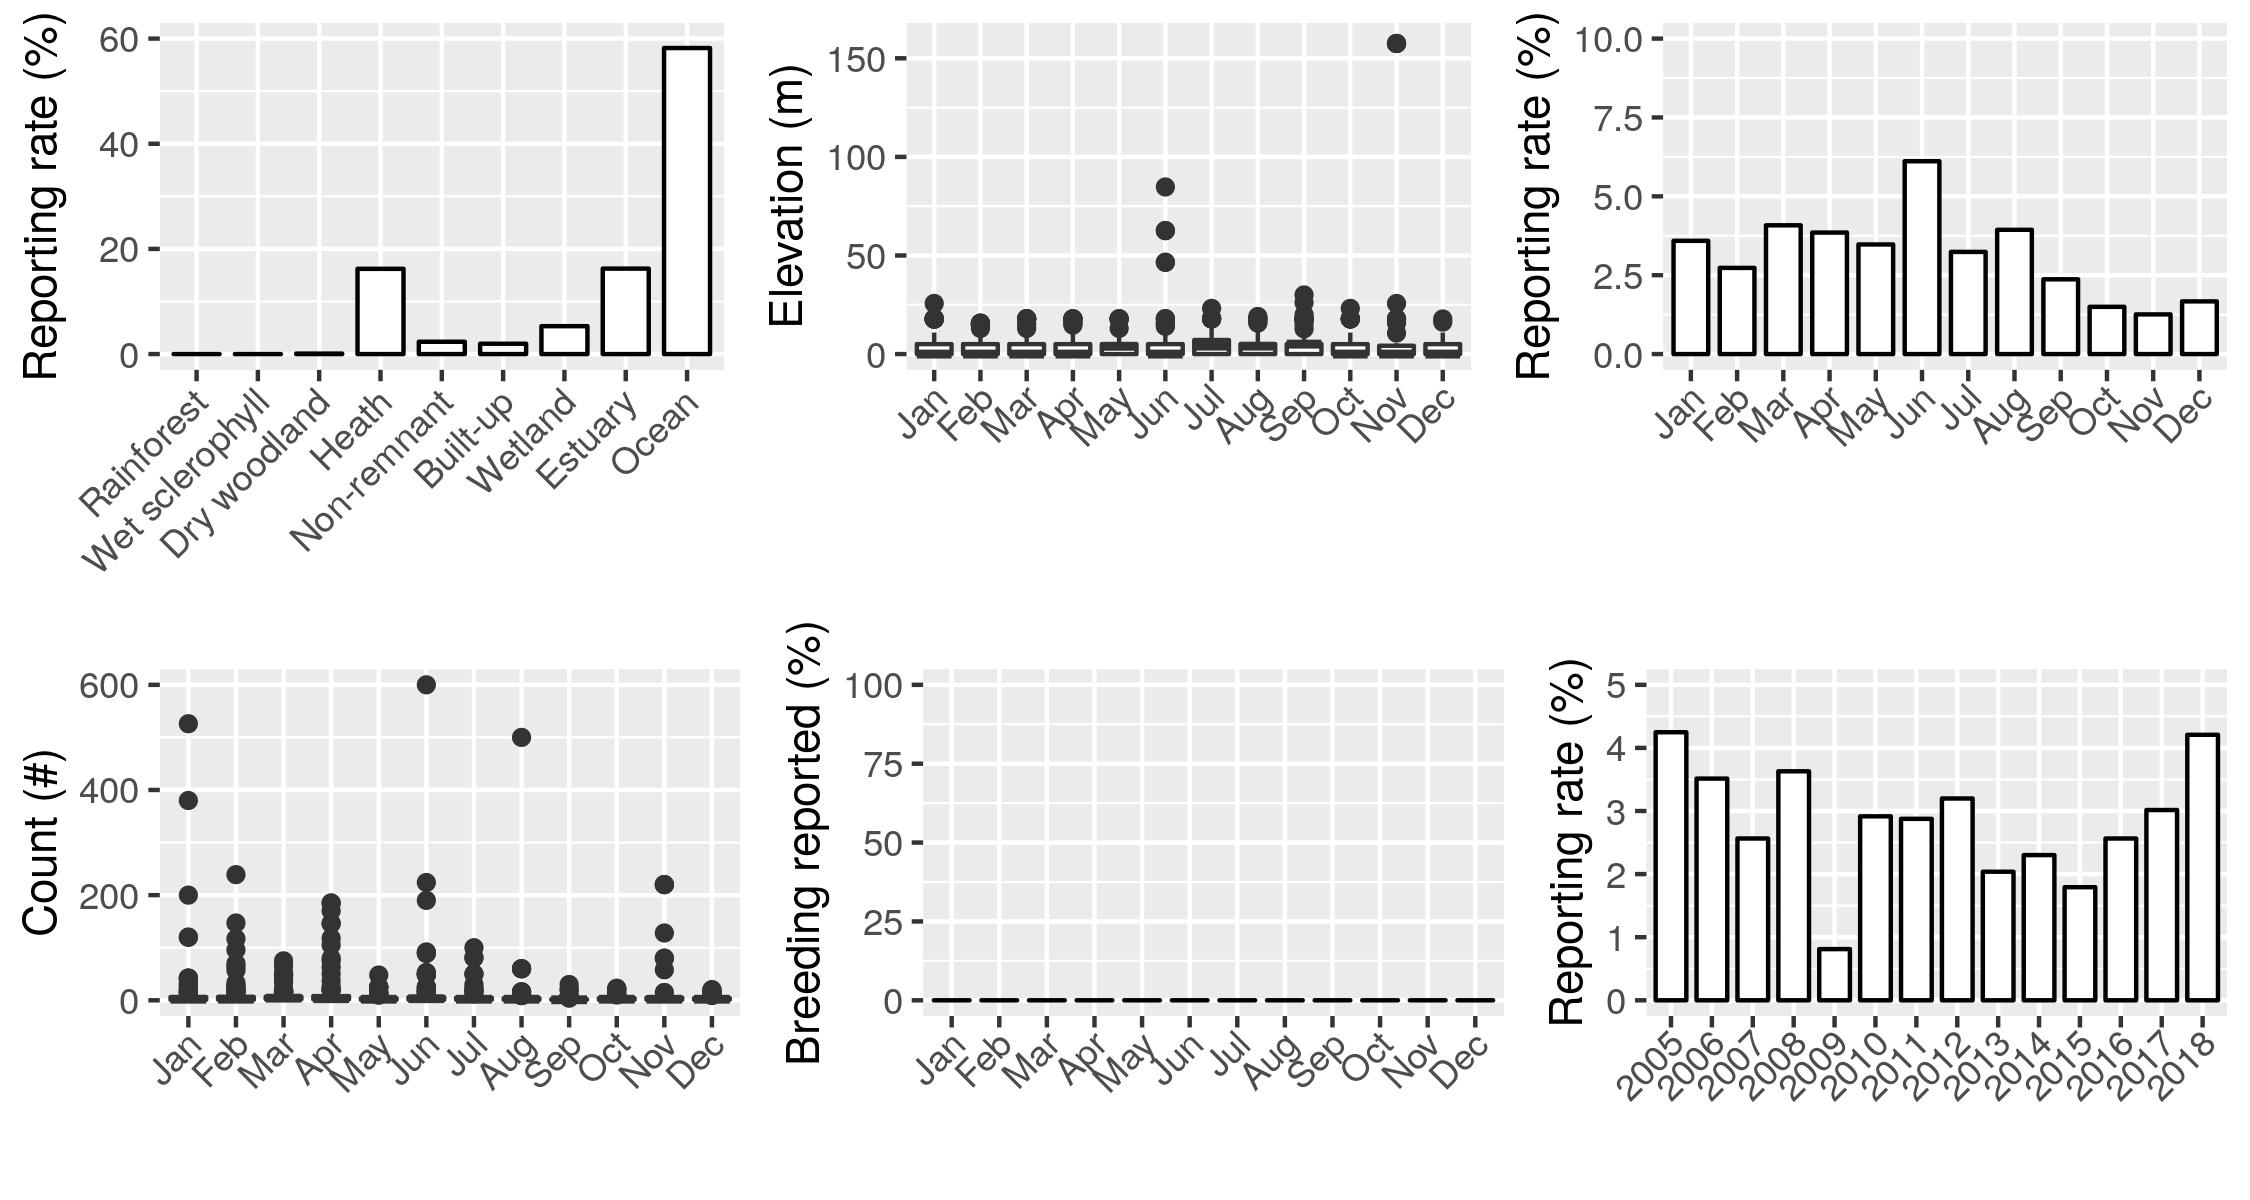 Reporting rate (%)
60
40
20
0
Rainforest
Wet sclerophyll
Dry woodland
Heath
Non-remnant
Built-up
Wetland
Estuary
Ocean
Elevation (m)
150
100
50
0
Jan
Feb
Mar
Apr
May
Jun
Jul
Aug
Sep
Oct
Nov
Dec
Reporting rate (%)
10.0
7.5
5.0
2.5
0.0
Jan
Feb
Mar
Apr
May
Jun
Jul
Aug
Sep
Oct
Nov
Dec
Count (#)
600
400
200
0
Jan
Feb
Mar
Apr
May
Jun
Jul
Aug
Sep
Oct
Nov
Dec
Breeding reported (%)
100
75
50
25
0
Jan
Feb
Mar
Apr
May
Jun
Jul
Aug
Sep
Oct
Nov
Dec
Reporting rate (%)
5
4
3
2
1
0
2005
2006
2007
2008
2009
2010
2011
2012
2013
2014
2015
2016
2017
2018